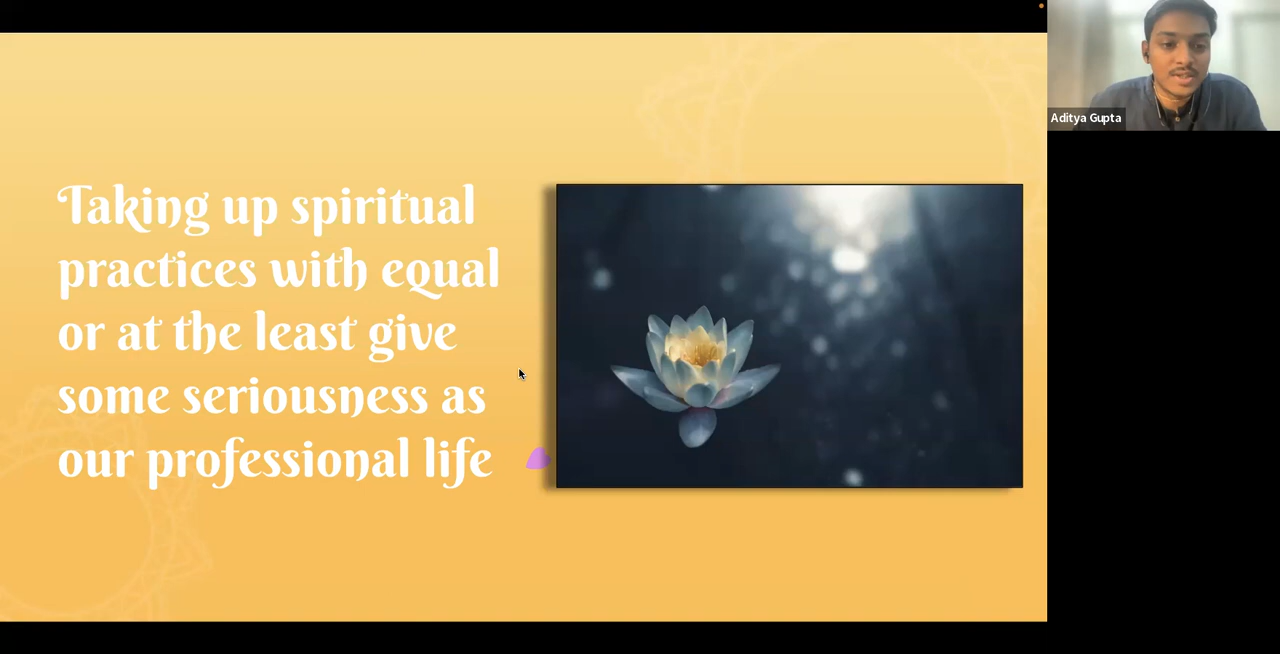 Taking up spiritual
practices with equal
or at the least give
some seriousness as
our professional life
Aditya Gupta